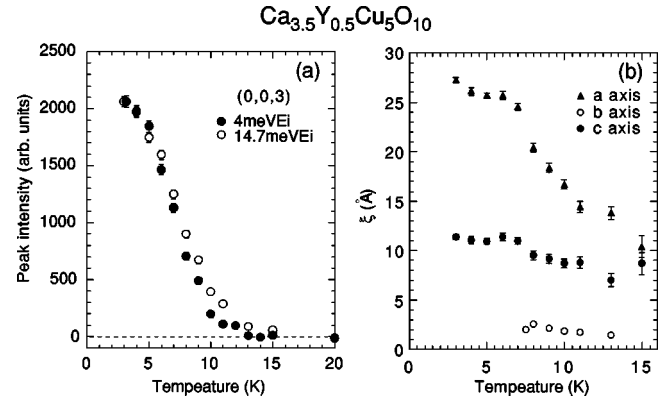 Ca3.5Y0.5Cu5O10
(a)
(0,0,3)
4meVEi
14.7meVEi
Peak intensity (arb. units)
2500
2000
1500
1000
500
0
0 5 10 15 20
Tempeature (K)
(b)
a axis
b axis
c axis
ξ (Å)
30
25
20
15
10
5
0
0 5 10 15
Tempeature (K)